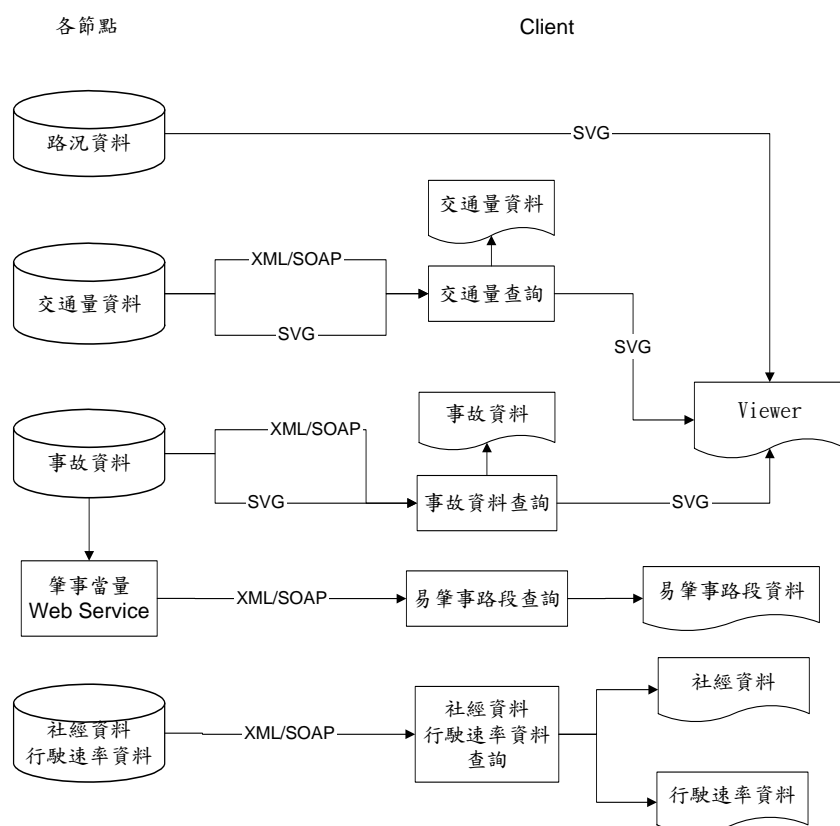 各節點
Client
路況資料
SVG
交通量資料
XML/SOAP
交通量資料
交通量查詢
SVG
SVG
Viewer
事故資料
XML/SOAP
事故資料
SVG
事故資料查詢
SVG
肇事當量
Web Service
XML/SOAP
易肇事路段查詢
易肇事路段資料
社經資料
社經資料
行駛速率資料
XML/SOAP
社經資料
行駛速率資料
查詢
行駛速率資料